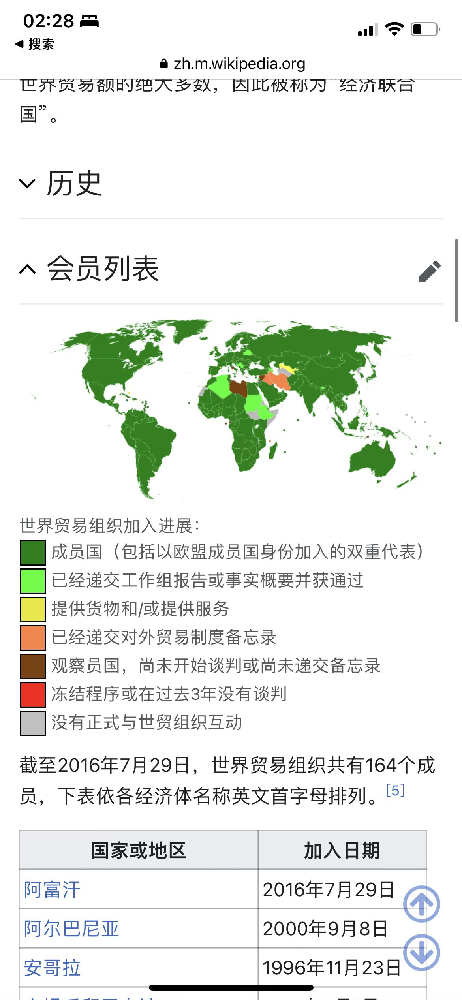 02:28
搜索
zh.m.wikipedia.org
世界贸易额的绝大多数，因此被称为“经济联合
国”。
历史
会员列表
世界贸易组织加入进展：
成员国（包括以欧盟成员国身份加入的双重代表）
已经递交工作组报告或事实概要并获通过
提供货物和/或提供服务
已经递交对外贸易制度备忘录
观察员国，尚未开始谈判或尚未递交备忘录
冻结程序或在过去3年没有谈判
没有正式与世贸组织互动
截至2016年7月29日，世界贸易组织共有164个成
员，下表依各经济体名称英文首字母排列。[5]
国家或地区 加入日期
阿富汗 2016年7月29日
阿尔巴尼亚 2000年9月8日
安哥拉 1996年11月23日